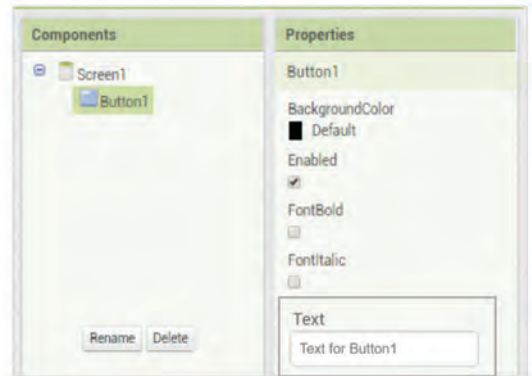 Components
Screen1
Button1
Rename Delete
Properties
Button1
BackgroundColor
Default
Enabled
FontBold
FontItalic
Text
Text for Button1